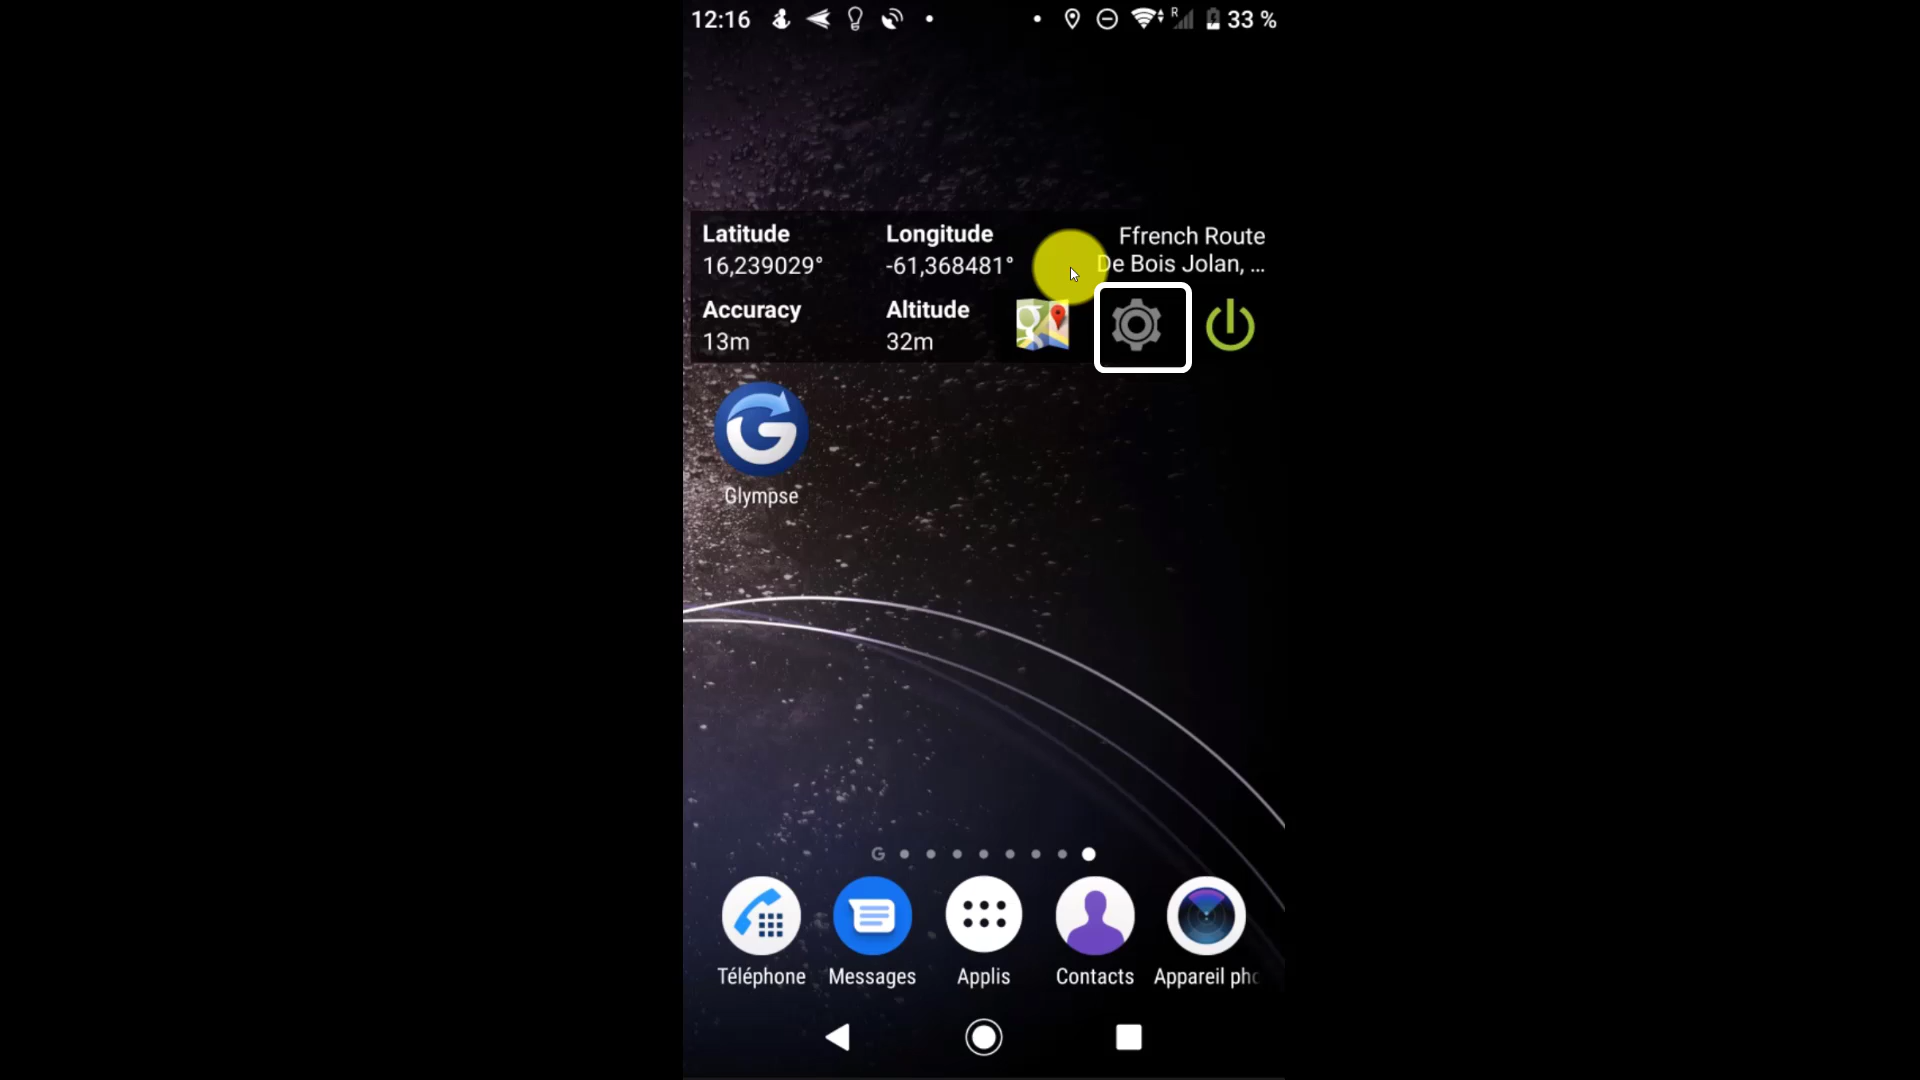 12:16
R
33 %
Latitude
16,239029°
Longitude
-61,368481°
Ffrench Route
De Bois Jolan, ...
Accuracy
13m
Altitude
32m
Glympse
G
Téléphone
Messages
Applis
Contacts
Appareil pho